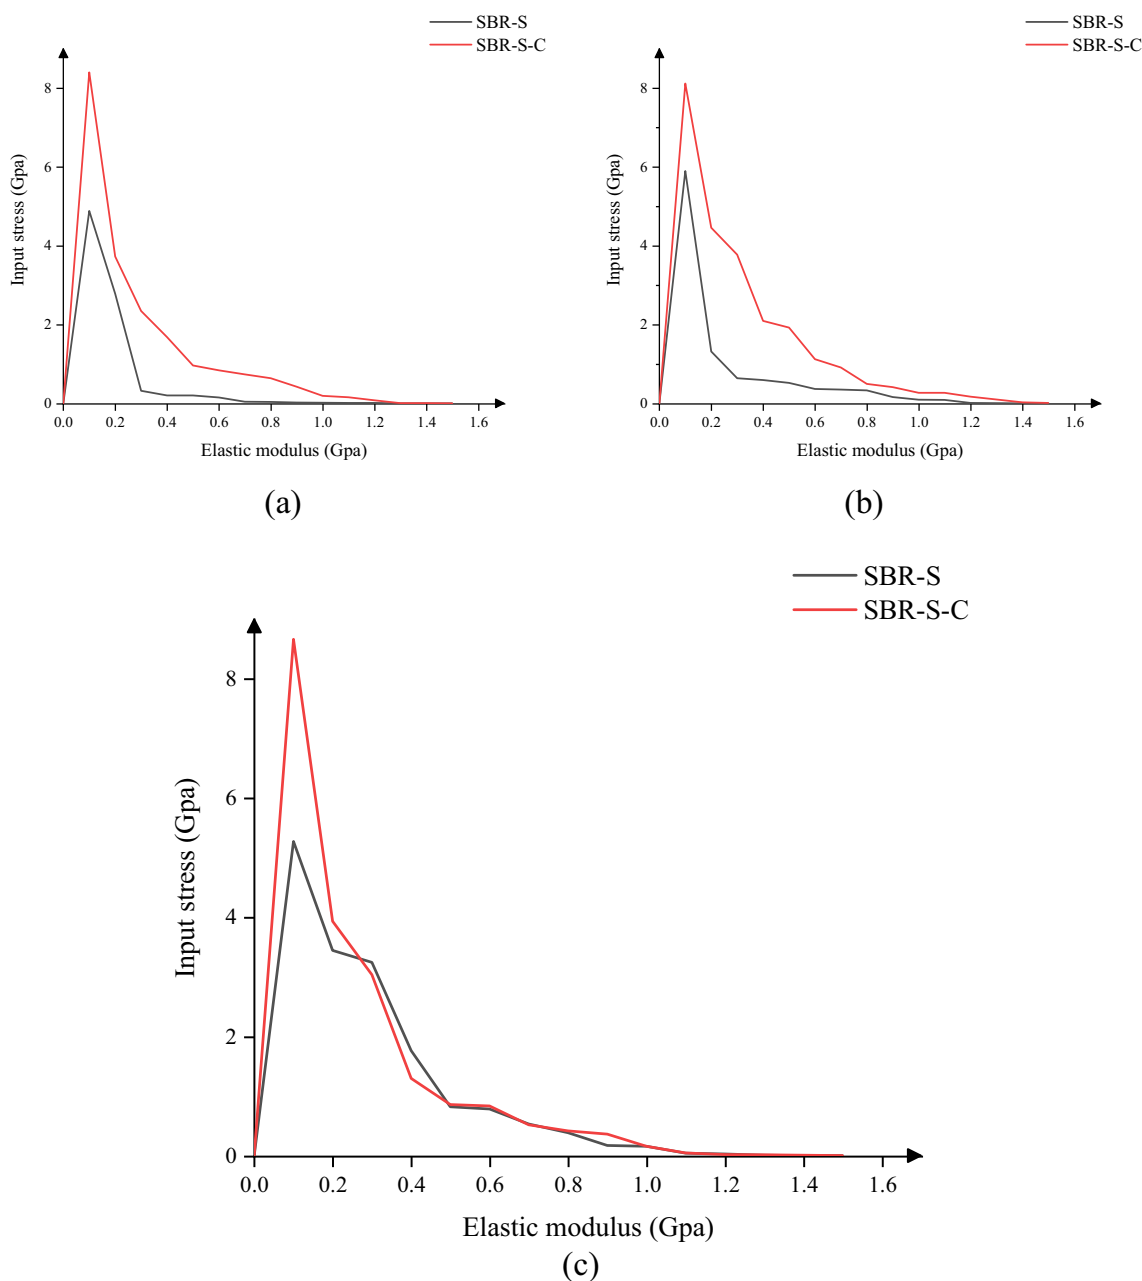 SBR-S
SBR-S-C
Input stress (Gpa)
8
6
4
2
0
0.0 0.2 0.4 0.6 0.8 1.0 1.2 1.4 1.6
Elastic modulus (Gpa)
(a)
SBR-S
SBR-S-C
Input stress (Gpa)
8
6
4
2
0
0.0 0.2 0.4 0.6 0.8 1.0 1.2 1.4 1.6
Elastic modulus (Gpa)
(b)
SBR-S
SBR-S-C
Input stress (Gpa)
8
6
4
2
0
0.0 0.2 0.4 0.6 0.8 1.0 1.2 1.4 1.6
Elastic modulus (Gpa)
(c)